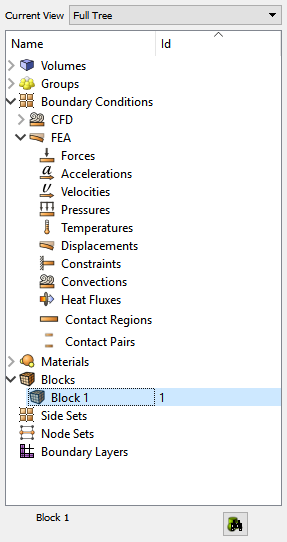 Current View Full Tree
Name Id
Volumes
Groups
Boundary Conditions
CFD
FEA
Forces
a Accelerations
v Velocities
Pressures
Temperatures
Displacements
Constraints
Convections
Heat Fluxes
Contact Regions
Contact Pairs
Materials
Blocks
Block 1 1
Side Sets
Node Sets
Boundary Layers
Block 1